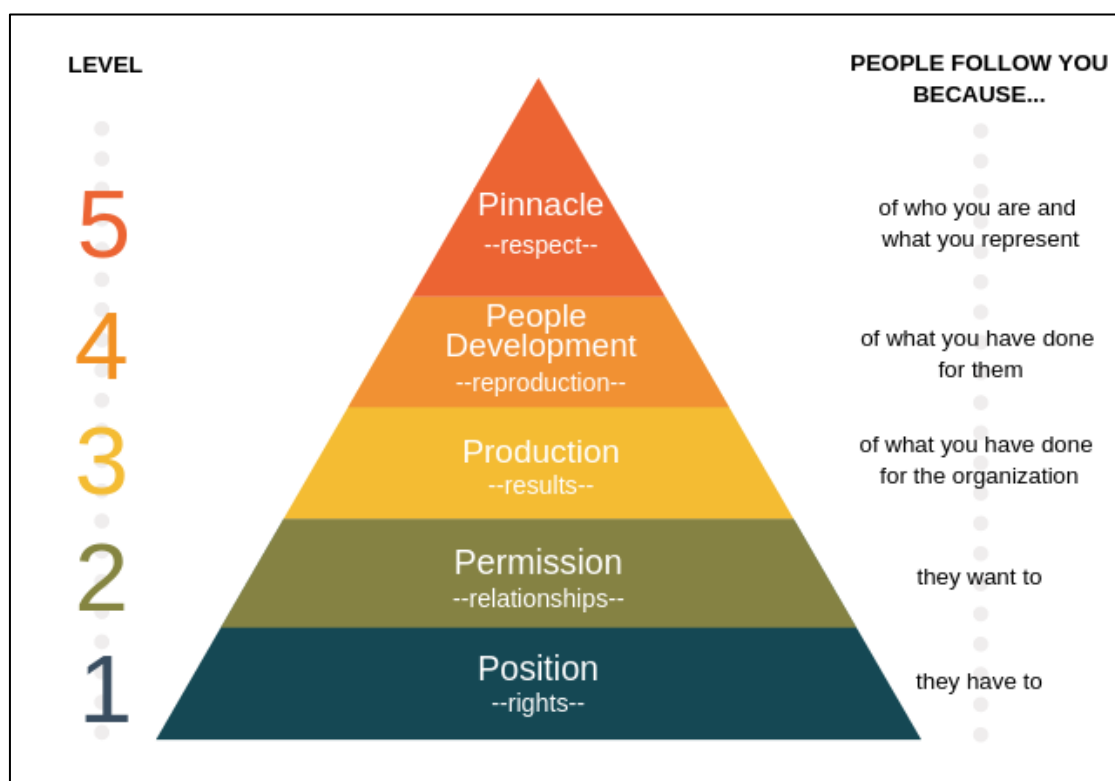 LEVEL
PEOPLE FOLLOW YOU
BECAUSE...
5
Pinnacle
--respect--
of who you are and
what you represent
4
People
Development
--reproduction--
of what you have done
for them
3
Production
--results--
of what you have done
for the organization
2
Permission
--relationships--
they want to
1
Position
--rights--
they have to